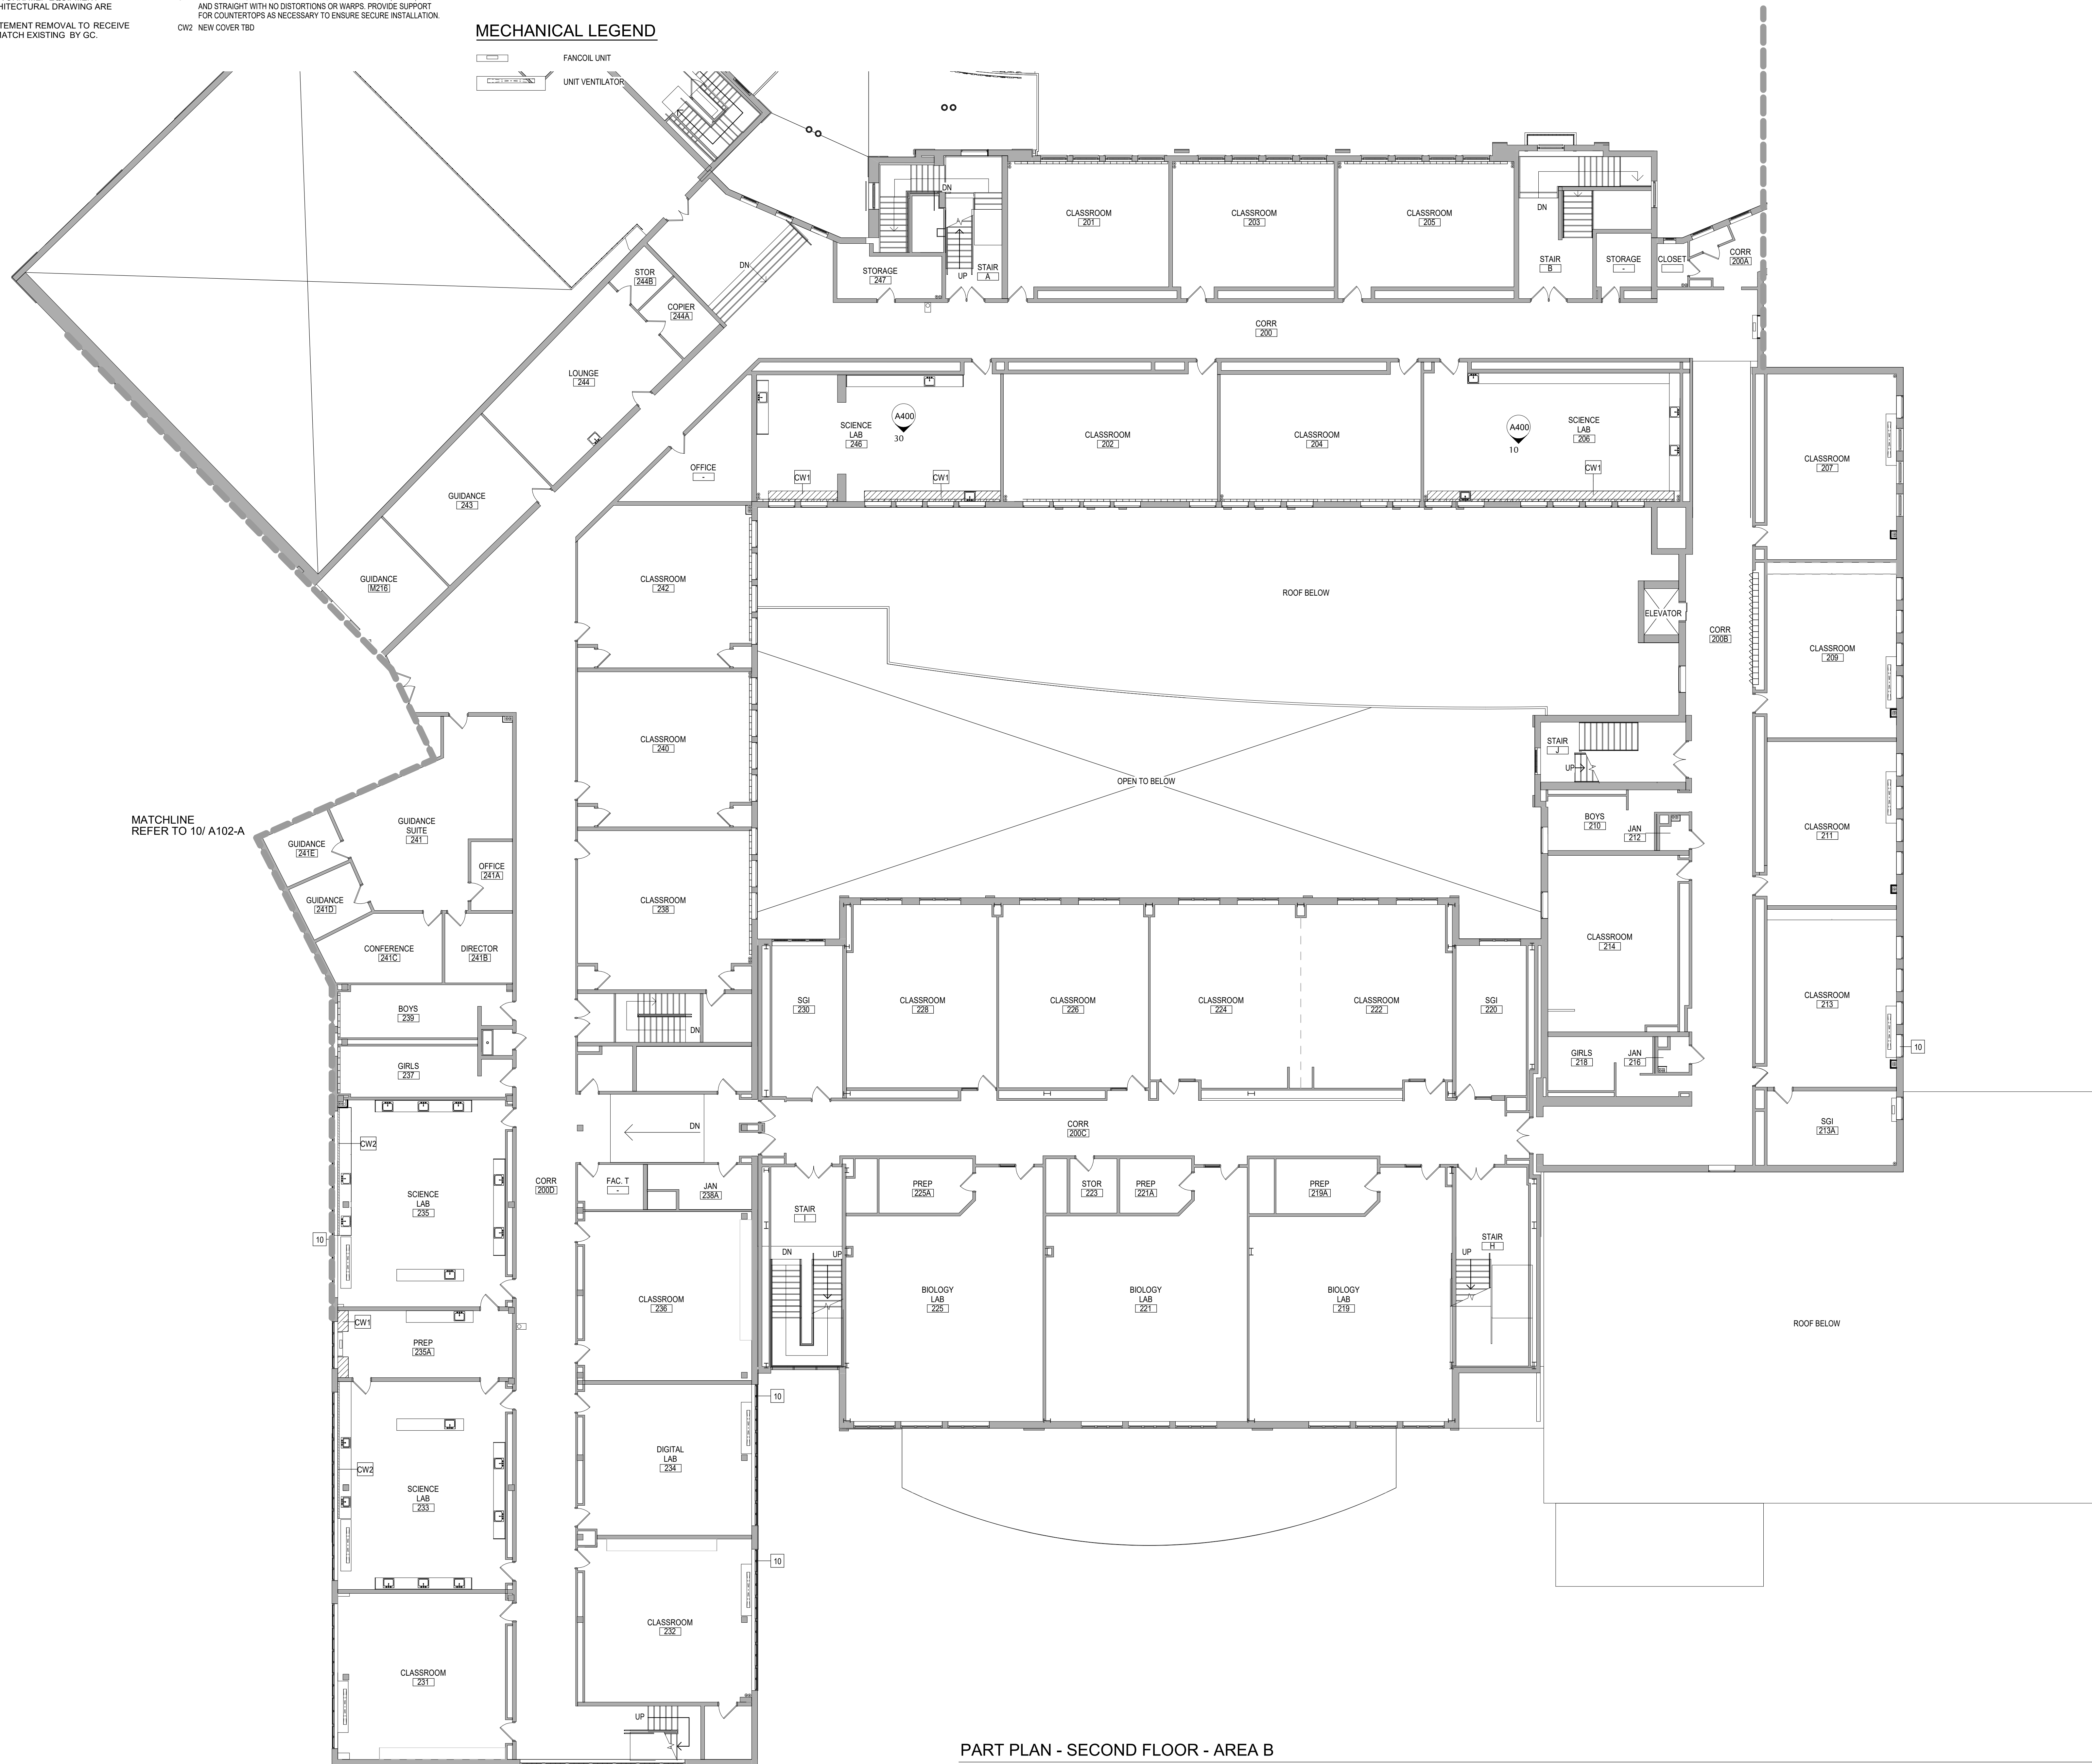 HITECTURAL DRAWING ARE
TEMENT REMOVAL TO RECEIVE
MATCH EXISTING BY GC.
AND STRAIGHT WITH NO DISTORTIONS OR WARPS. PROVIDE SUPPORT
FOR COUNTERTOPS AS NECESSARY TO ENSURE SECURE INSTALLATION.
CW2 NEW COVER TBD
MECHANICAL LEGEND
FANCOIL UNIT
UNIT VENTILATOR
DN
UP
STAIR
A
STORAGE
247
CLASSROOM
201
CLASSROOM
203
CLASSROOM
205
DN
STAIR
B
STORAGE
-
CLOSET
CORR
200A
DN
STOR
244B
COPIER
244A
LOUNGE
244
GUIDANCE
243
GUIDANCE
M216
CORR
200
OFFICE
-
SCIENCE
LAB
246
A400
30
CW1
CW1
CLASSROOM
202
CLASSROOM
204
A400
10
SCIENCE
LAB
206
CW1
CLASSROOM
207
CLASSROOM
242
ROOF BELOW
ELEVATOR
CORR
200B
CLASSROOM
209
CLASSROOM
240
OPEN TO BELOW
STAIR
J
UP
BOYS
210
JAN
212
CLASSROOM
211
MATCHLINE
REFER TO 10/ A102-A
GUIDANCE
SUITE
241
GUIDANCE
241E
OFFICE
241A
GUIDANCE
241D
CONFERENCE
241C
DIRECTOR
241B
CLASSROOM
238
CLASSROOM
214
CLASSROOM
213
10
BOYS
239
GIRLS
237
DN
SGI
230
CLASSROOM
228
CLASSROOM
226
CLASSROOM
224
CLASSROOM
222
SGI
220
GIRLS
218
JAN
216
SGI
213A
DN
CORR
200C
CW2
SCIENCE
LAB
235
10
CORR
200D
FAC. T
-
JAN
238A
STAIR
I
DN
UP
PREP
225A
STOR
223
PREP
221A
PREP
219A
STAIR
H
UP
BIOLOGY
LAB
225
BIOLOGY
LAB
221
BIOLOGY
LAB
219
ROOF BELOW
CLASSROOM
236
CW1
PREP
235A
10
DIGITAL
LAB
234
CW2
SCIENCE
LAB
233
10
CLASSROOM
232
CLASSROOM
231
UP
PART PLAN - SECOND FLOOR - AREA B